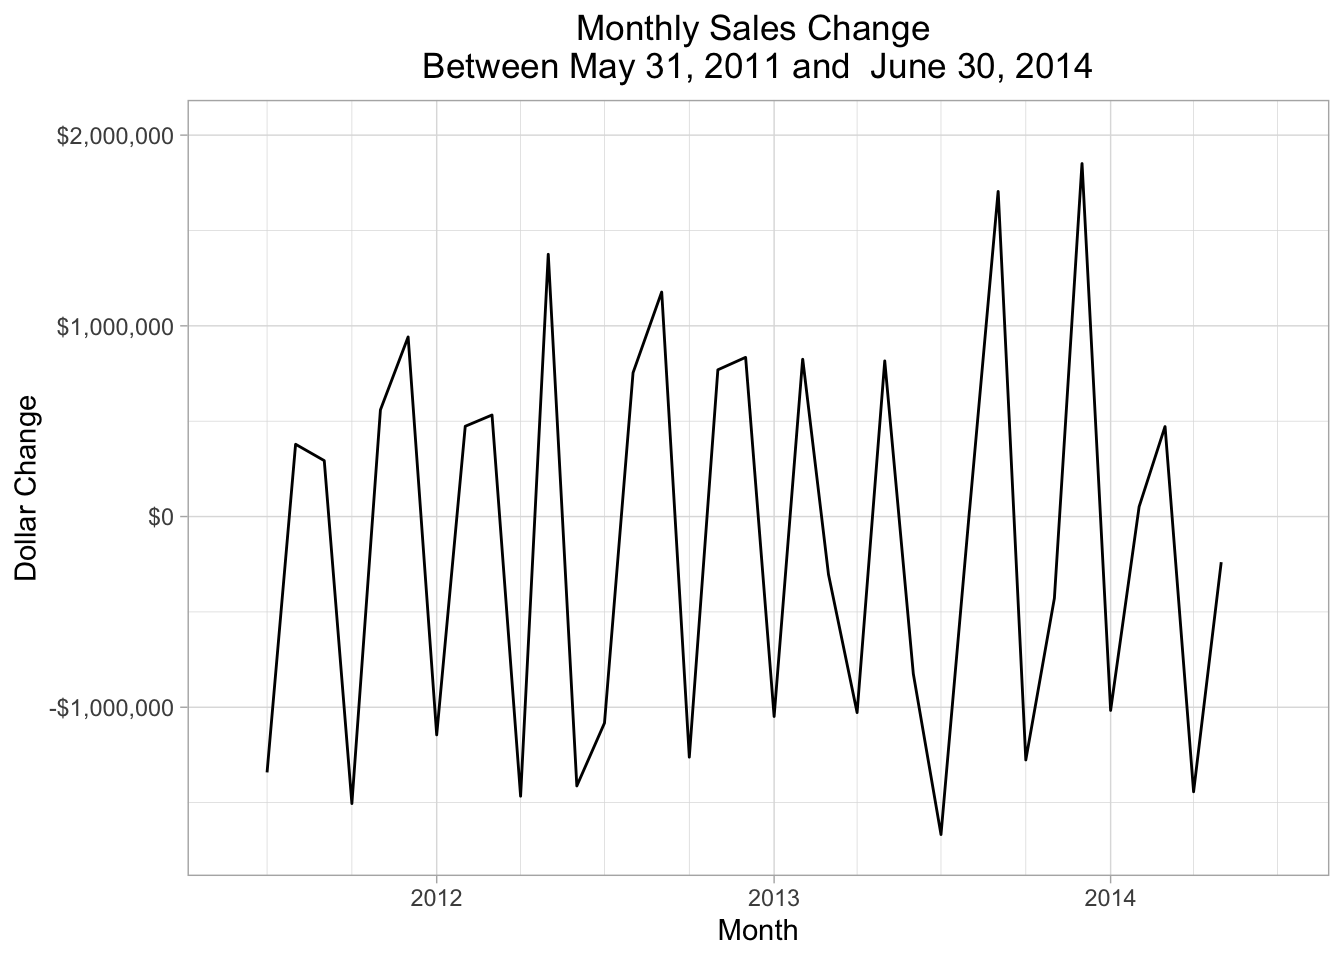 Monthly Sales Change
Between May 31, 2011 and  June 30, 2014
$2,000,000
$1,000,000
$0
-$1,000,000
Dollar Change
2012
2013
2014
Month